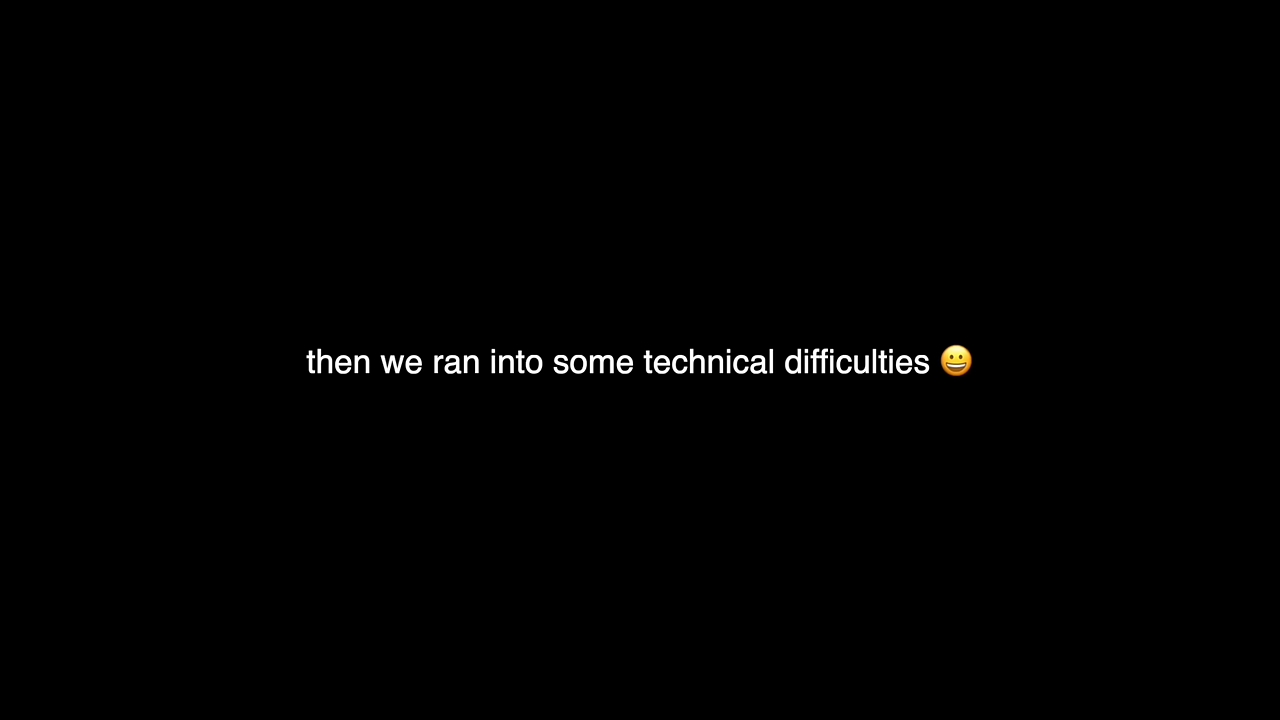 then we ran into some technical difficulties 😀